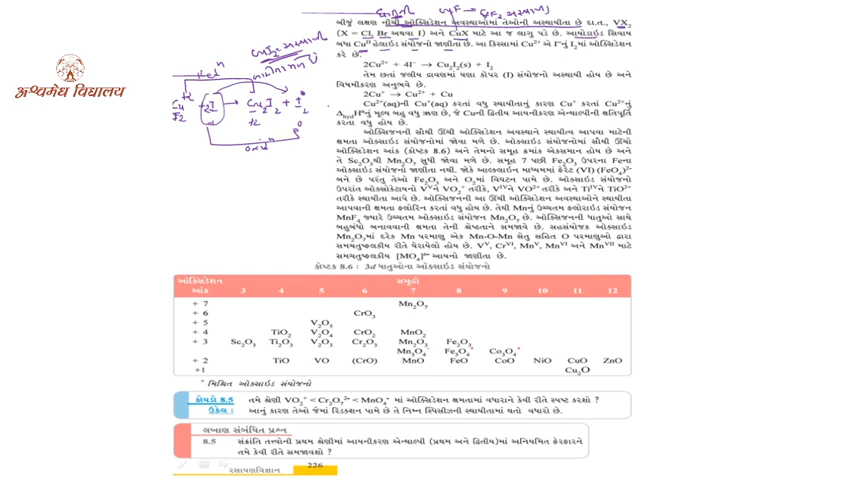 अश्वमेध विद्यालय
બીજું લક્ષણ નીચી ઓક્સિડેશન અવસ્થાઓમાં તેઓની અસ્થાયીતા છે દા.ત., VX₂
(X = Cl, Br અથવા I) અને CuX માટે આ જ લાગુ પડે છે. આયોડાઇડ સિવાય
બધા Cuᴵᴵ હેલાઇડ સંયોજનો જાણીતા છે. આ કિસ્સામાં Cu²⁺ એ I⁻નું I₂માં ઓક્સિડેશન
કરે છે.
2Cu²⁺ + 4I⁻ → Cu₂I₂(s) + I₂
તેમ છતાં જલીય દ્રાવણમાં ઘણા કોપર (I) સંયોજનો અસ્થાયી હોય છે અને
વિષમીકરણ અનુભવે છે.
2Cu⁺ → Cu²⁺ + Cu
Cu²⁺(aq)ની Cu⁺(aq) કરતાં વધુ સ્થાયીતાનું કારણ Cu⁺ કરતાં Cu²⁺નું
ΔhydH°નું મૂલ્ય બહુ વધુ ઋણ છે, જે Cuની દ્વિતીય આયનીકરણ એન્થાલ્પીની ક્ષતિપૂર્તિ
કરતા વધુ હોય છે.
ઓક્સિજનની સૌથી ઊંચી ઓક્સિડેશન અવસ્થાને સ્થાયીત્વ આપવા માટેની
ક્ષમતા ઓક્સાઇડ સંયોજનોમાં જોવા મળે છે. ઓક્સાઇડ સંયોજનોમાં સૌથી ઊંચો
ઓક્સિડેશન આંક (કોષ્ટક 8.6) અને તેમનો સમૂહ ક્રમાંક એકસમાન હોય છે અને
તે Sc₂O₃થી Mn₂O₇ સુધી જોવા મળે છે. સમૂહ 7 પછી Fe₂O₃ ઉપરના Feના
ઓક્સાઇડ સંયોજનો જાણીતા નથી. જોકે આલ્કલાઇન માધ્યમમાં ફેરેટ (VI) (FeO₄)²⁻
બને છે પરંતુ તેઓ Fe₂O₃ અને O₂માં વિઘટન પામે છે. ઓક્સાઇડ સંયોજનો
ઉપરાંત ઓક્સોકેટાયનો Vⱽને VO₂⁺ તરીકે, Vᴵⱽને VO²⁺ તરીકે અને Tiᴵⱽને TiO²⁺
તરીકે સ્થાયીતા આપે છે. ઓક્સિજનની આ ઊંચી ઓક્સિડેશન અવસ્થાઓને સ્થાયીતા
આપવાની ક્ષમતા ફ્લોરિન કરતાં વધુ હોય છે. તેથી Mnનું ઉચ્ચતમ ફ્લોરાઇડ સંયોજન
MnF₄ જ્યારે ઉચ્ચતમ ઓક્સાઇડ સંયોજન Mn₂O₇ છે. ઓક્સિજનની ધાતુઓ સાથે
બહુબંધો બનાવવાની ક્ષમતા તેની શ્રેષ્ઠતાને સમજાવે છે. સહસંયોજક ઓક્સાઇડ
Mn₂O₇માં દરેક Mn પરમાણુ એક Mn-O-Mn સેતુ સહિત O પરમાણુઓ દ્વારા
સમચતુષ્ફલકીય રીતે ઘેરાયેલો હોય છે. Vⱽ, Crⱽᴵ, Mnⱽ, Mnⱽᴵ અને Mnⱽᴵᴵ માટે
સમચતુષ્ફલકીય [MO₄]ⁿ⁻ આયનો જાણીતા છે.
કોષ્ટક 8.6 : 3d ધાતુઓના ઓક્સાઇડ સંયોજનો
ઓક્સિડેશન સમૂહો
આંક 3 4 5 6 7 8 9 10 11 12
+ 7 Mn₂O₇
+ 6 CrO₃
+ 5 V₂O₅
+ 4 TiO₂ V₂O₄ CrO₂ MnO₂
+ 3 Sc₂O₃ Ti₂O₃ V₂O₃ Cr₂O₃ Mn₂O₃ Fe₂O₃
Mn₃O₄* Fe₃O₄* Co₃O₄*
+ 2 TiO VO (CrO) MnO FeO CoO NiO CuO ZnO
+1 Cu₂O
* મિશ્રિત ઓક્સાઇડ સંયોજનો
કોયડો 8.5 તમે શ્રેણી VO₂⁺ < Cr₂O₇²⁻ < MnO₄⁻ માં ઓક્સિડેશન ક્ષમતામાં વધારાને કેવી રીતે સ્પષ્ટ કરશો ?
ઉકેલ : આનું કારણ તેઓ જેમાં રિડક્શન પામે છે તે નિમ્ન સ્પિસીઝની સ્થાયીતામાં થતો વધારો છે.
લખાણ સંબંધિત પ્રશ્ન
8.5 સંક્રાંતિ તત્ત્વોની પ્રથમ શ્રેણીમાં આયનીકરણ એન્થાલ્પી (પ્રથમ અને દ્વિતીય)માં અનિયમિત ફેરફારને
તમે કેવી રીતે સમજાવશો ?
રસાયણવિજ્ઞાન 226